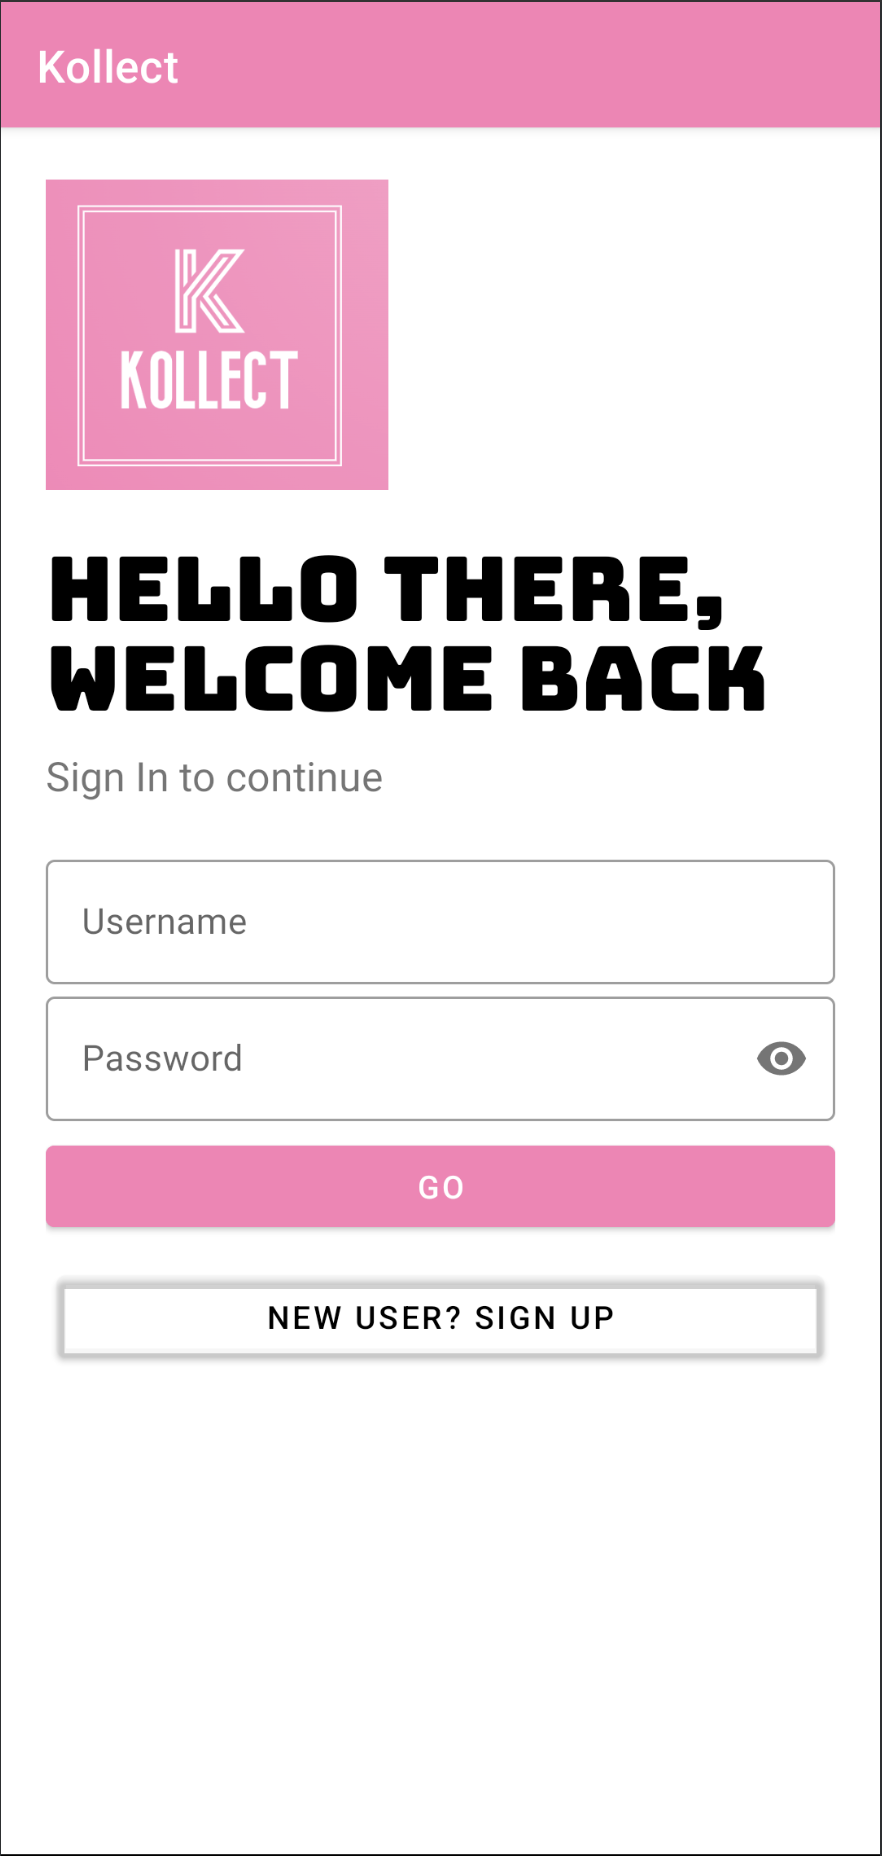 Kollect
K
KOLLECT
HELLO THERE,
WELCOME BACK
Sign In to continue
Username
Password
GO
NEW USER? SIGN UP